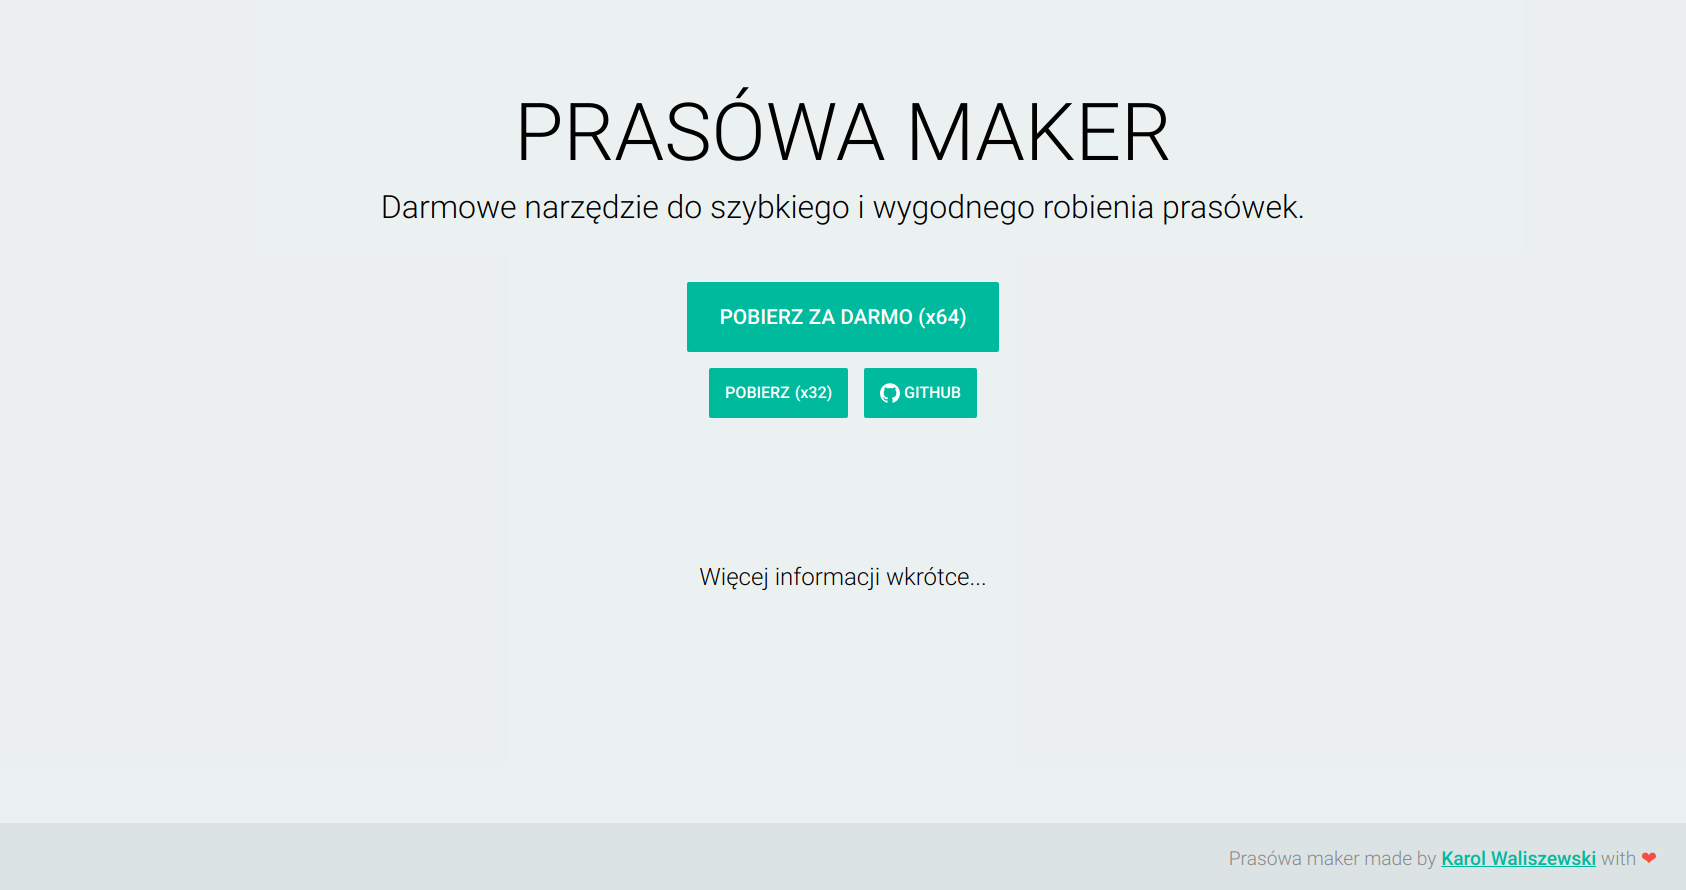 PRASÓWA MAKER
Darmowe narzędzie do szybkiego i wygodnego robienia prasówek.
POBIERZ ZA DARMO (x64)
POBIERZ (x32) GITHUB
Więcej informacji wkrótce...
Prasówa maker made by Karol Waliszewski with ❤